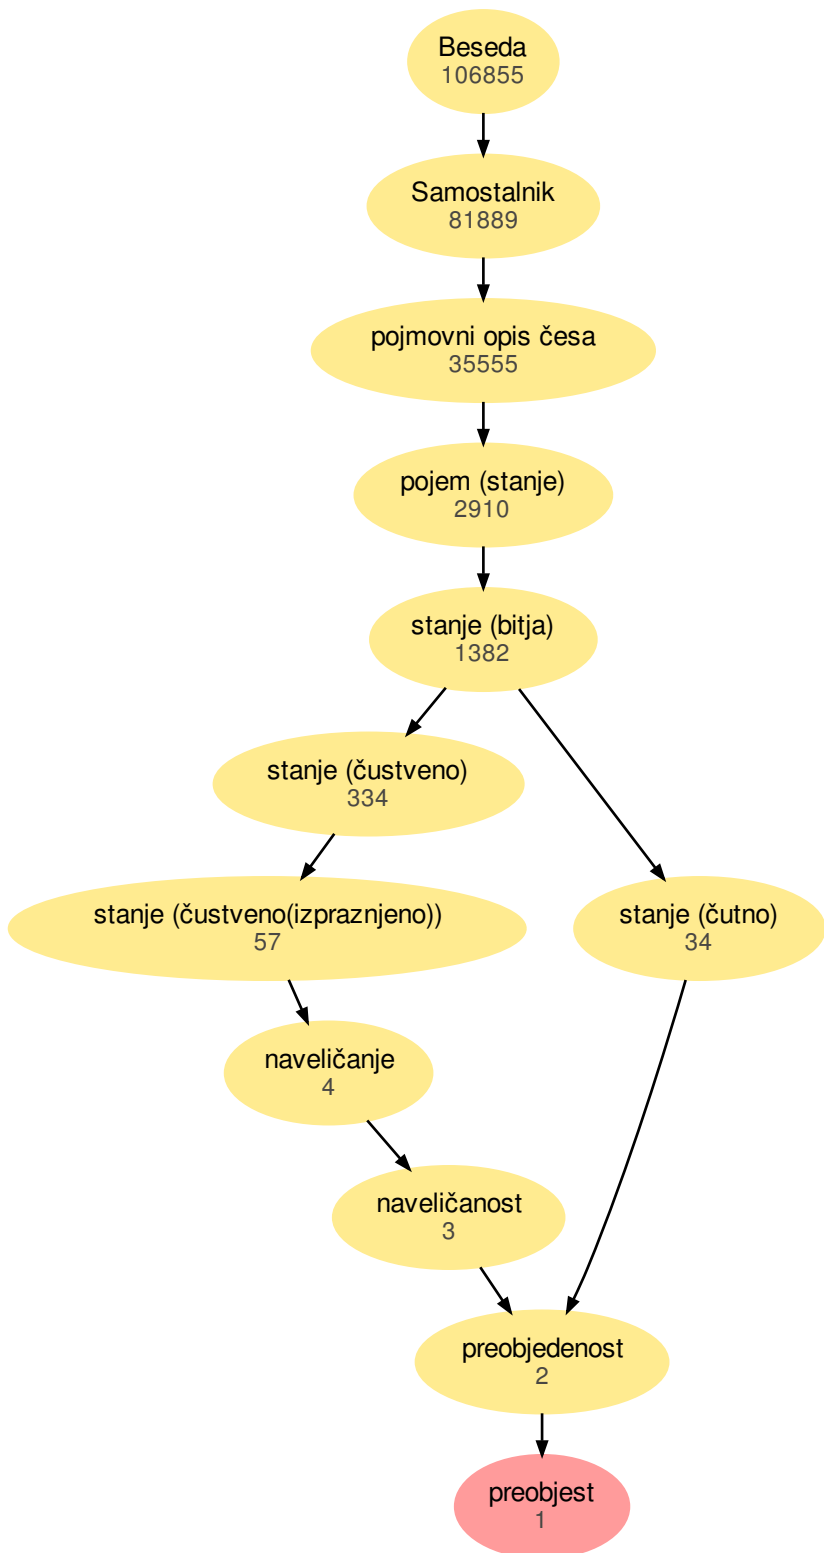 Beseda
106855
Samostalnik
81889
pojmovni opis česa
35555
pojem (stanje)
2910
stanje (bitja)
1382
stanje (čustveno)
334
stanje (čustveno(izpraznjeno))
57
stanje (čutno)
34
naveličanje
4
naveličanost
3
preobjedenost
2
preobjest
1